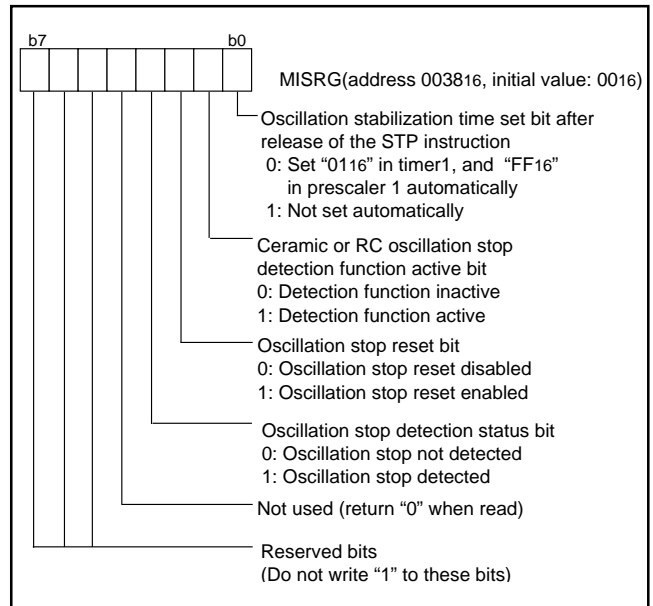 b7 b0
MISRG(address 003816, initial value: 0016)
Oscillation stabilization time set bit after
release of the STP instruction
0: Set “0116” in timer1, and “FF16”
in prescaler 1 automatically
1: Not set automatically
Ceramic or RC oscillation stop
detection function active bit
0: Detection function inactive
1: Detection function active
Oscillation stop reset bit
0: Oscillation stop reset disabled
1: Oscillation stop reset enabled
Oscillation stop detection status bit
0: Oscillation stop not detected
1: Oscillation stop detected
Not used (return “0” when read)
Reserved bits
(Do not write “1” to these bits)